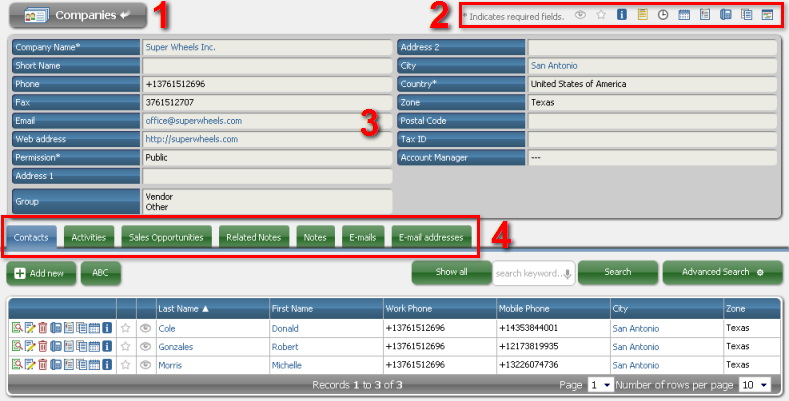 Companies
1
2
* Indicates required fields.
Company Name*
Super Wheels Inc.
Address 2
Short Name
City
San Antonio
Phone
+13761512696
Country*
United States of America
Fax
3761512707
Zone
Texas
Email
office@superwheels.com
3
Postal Code
Web address
http://superwheels.com
Tax ID
Permission*
Public
Account Manager
---
Address 1
Group
Vendor
Other
Contacts
Activities
Sales Opportunities
Related Notes
Notes
E-mails
E-mail addresses
4
Add new
ABC
Show all
search keyword...
Search
Advanced Search
Last Name ▲ First Name Work Phone Mobile Phone City Zone
Cole Donald +13761512696 +14353844001 San Antonio Texas
Gonzales Robert +13761512696 +12173819935 San Antonio Texas
Morris Michelle +13761512696 +13226074736 San Antonio Texas
Records 1 to 3 of 3
Page 1 Number of rows per page 10